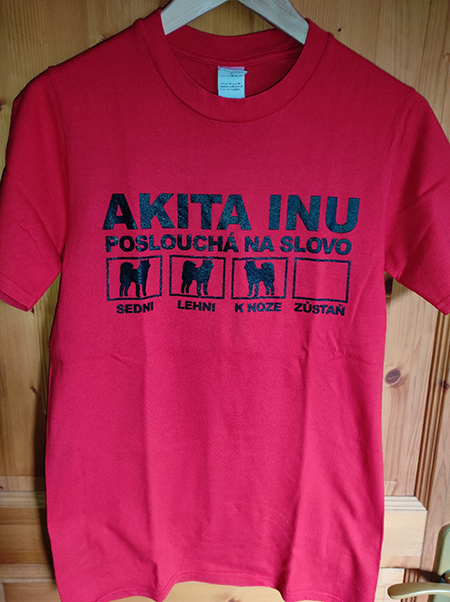 AKITA INU
POSLOUCHÁ NA SLOVO
SEDNI LEHNI K NOZE ZŮSTAŇ